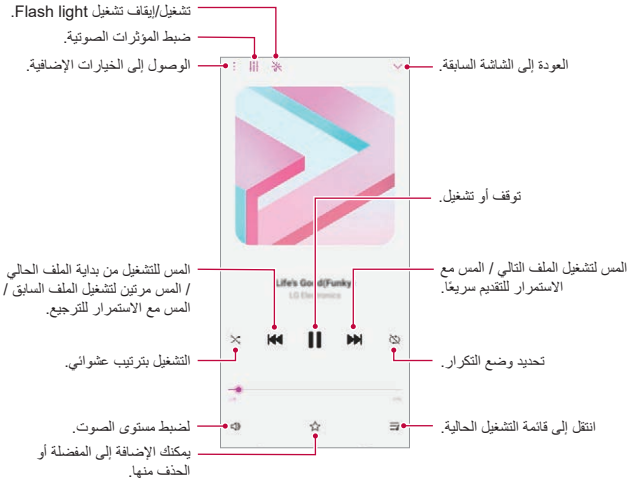 تشغيل/إيقاف تشغيل Flash light.
ضبط المؤثرات الصوتية.
الوصول إلى الخيارات الإضافية.
العودة إلى الشاشة السابقة.
توقف أو تشغيل.
المس للتشغيل من بداية الملف الحالي
/ المس مرتين لتشغيل الملف السابق /
المس مع الاستمرار للترجيع.
المس لتشغيل الملف التالي / المس مع
الاستمرار للتقديم سريعًا.
Life's Good(Funky
LG Electronics
التشغيل بترتيب عشوائي.
تحديد وضع التكرار.
لضبط مستوى الصوت.
انتقل إلى قائمة التشغيل الحالية.
يمكنك الإضافة إلى المفضلة أو
الحذف منها.